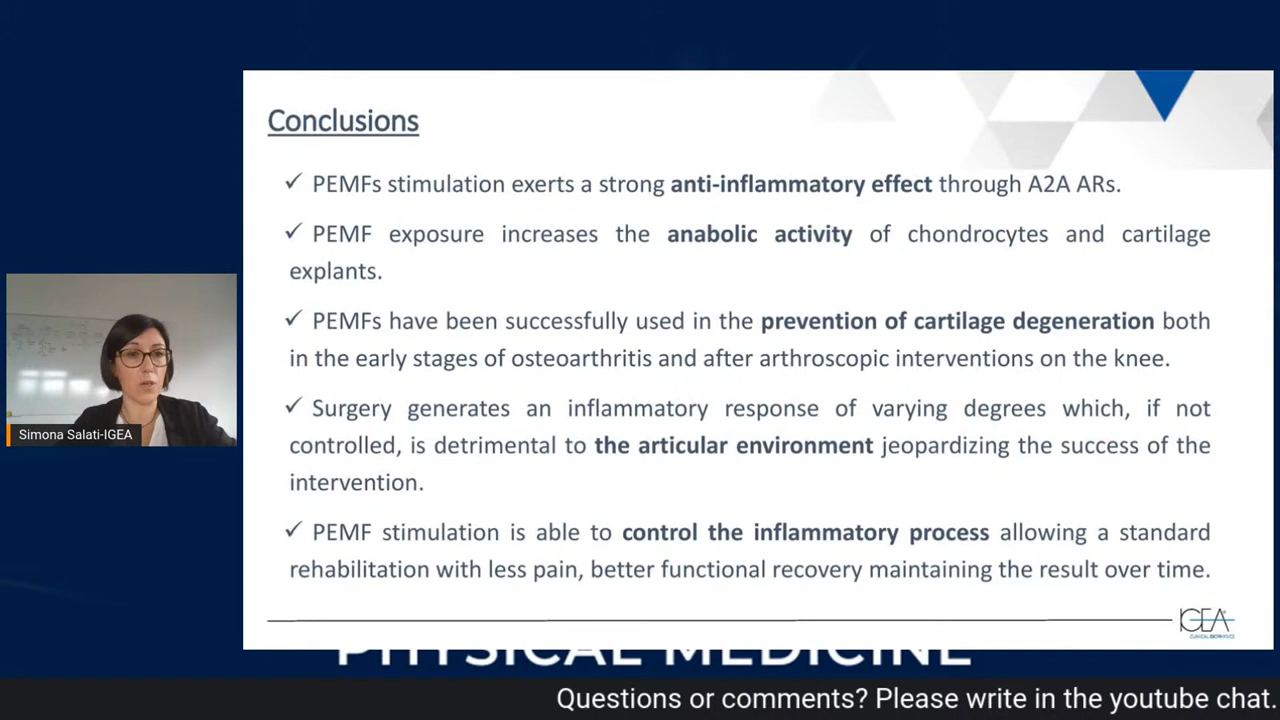 Conclusions
✓ PEMFs stimulation exerts a strong anti-inflammatory effect through A2A ARs.
✓ PEMF exposure increases the anabolic activity of chondrocytes and cartilage
explants.
✓ PEMFs have been successfully used in the prevention of cartilage degeneration both
in the early stages of osteoarthritis and after arthroscopic interventions on the knee.
✓ Surgery generates an inflammatory response of varying degrees which, if not
controlled, is detrimental to the articular environment jeopardizing the success of the
intervention.
✓ PEMF stimulation is able to control the inflammatory process allowing a standard
rehabilitation with less pain, better functional recovery maintaining the result over time.
IGEA
CLINICAL BIOPHYSICS
Simona Salati-IGEA
PHYSICAL MEDICINE
Questions or comments? Please write in the youtube chat.